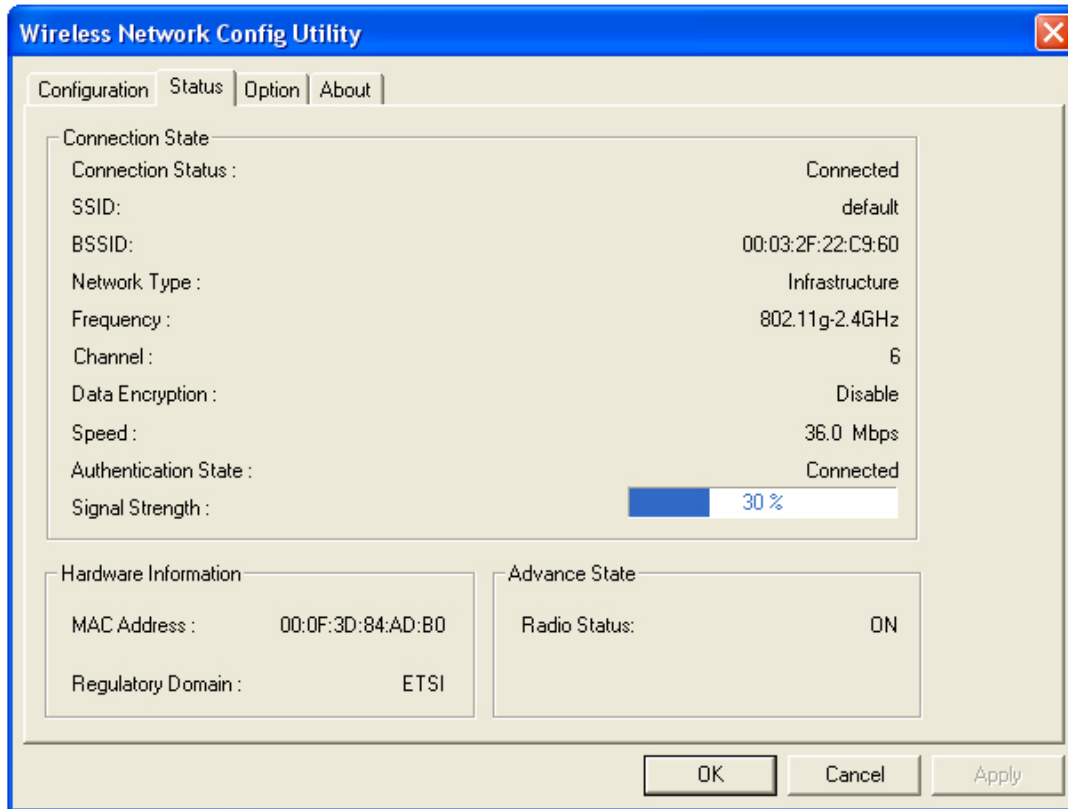 Wireless Network Config Utility
Configuration Status Option About
Connection State
Connection Status : Connected
SSID: default
BSSID: 00:03:2F:22:C9:60
Network Type : Infrastructure
Frequency : 802.11g-2.4GHz
Channel : 6
Data Encryption : Disable
Speed : 36.0 Mbps
Authentication State : Connected
Signal Strength : 30 %
Hardware Information
MAC Address : 00:0F:3D:84:AD:B0
Regulatory Domain : ETSI
Advance State
Radio Status: ON
OK Cancel Apply